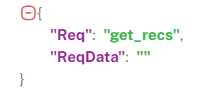 {
"Req": "get_recs",
"ReqData": ""
}